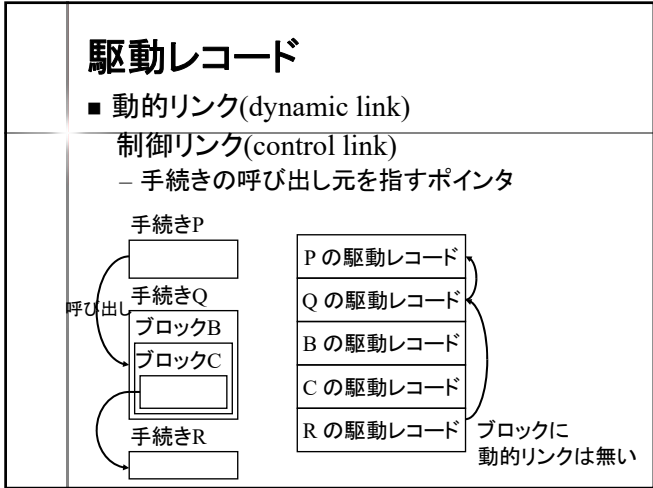 駆動レコード
■ 動的リンク(dynamic link)
制御リンク(control link)
– 手続きの呼び出し元を指すポインタ
手続きP
呼び出し
手続きQ
ブロックB
ブロックC
手続きR
P の駆動レコード
Q の駆動レコード
B の駆動レコード
C の駆動レコード
R の駆動レコード
ブロックに
動的リンクは無い